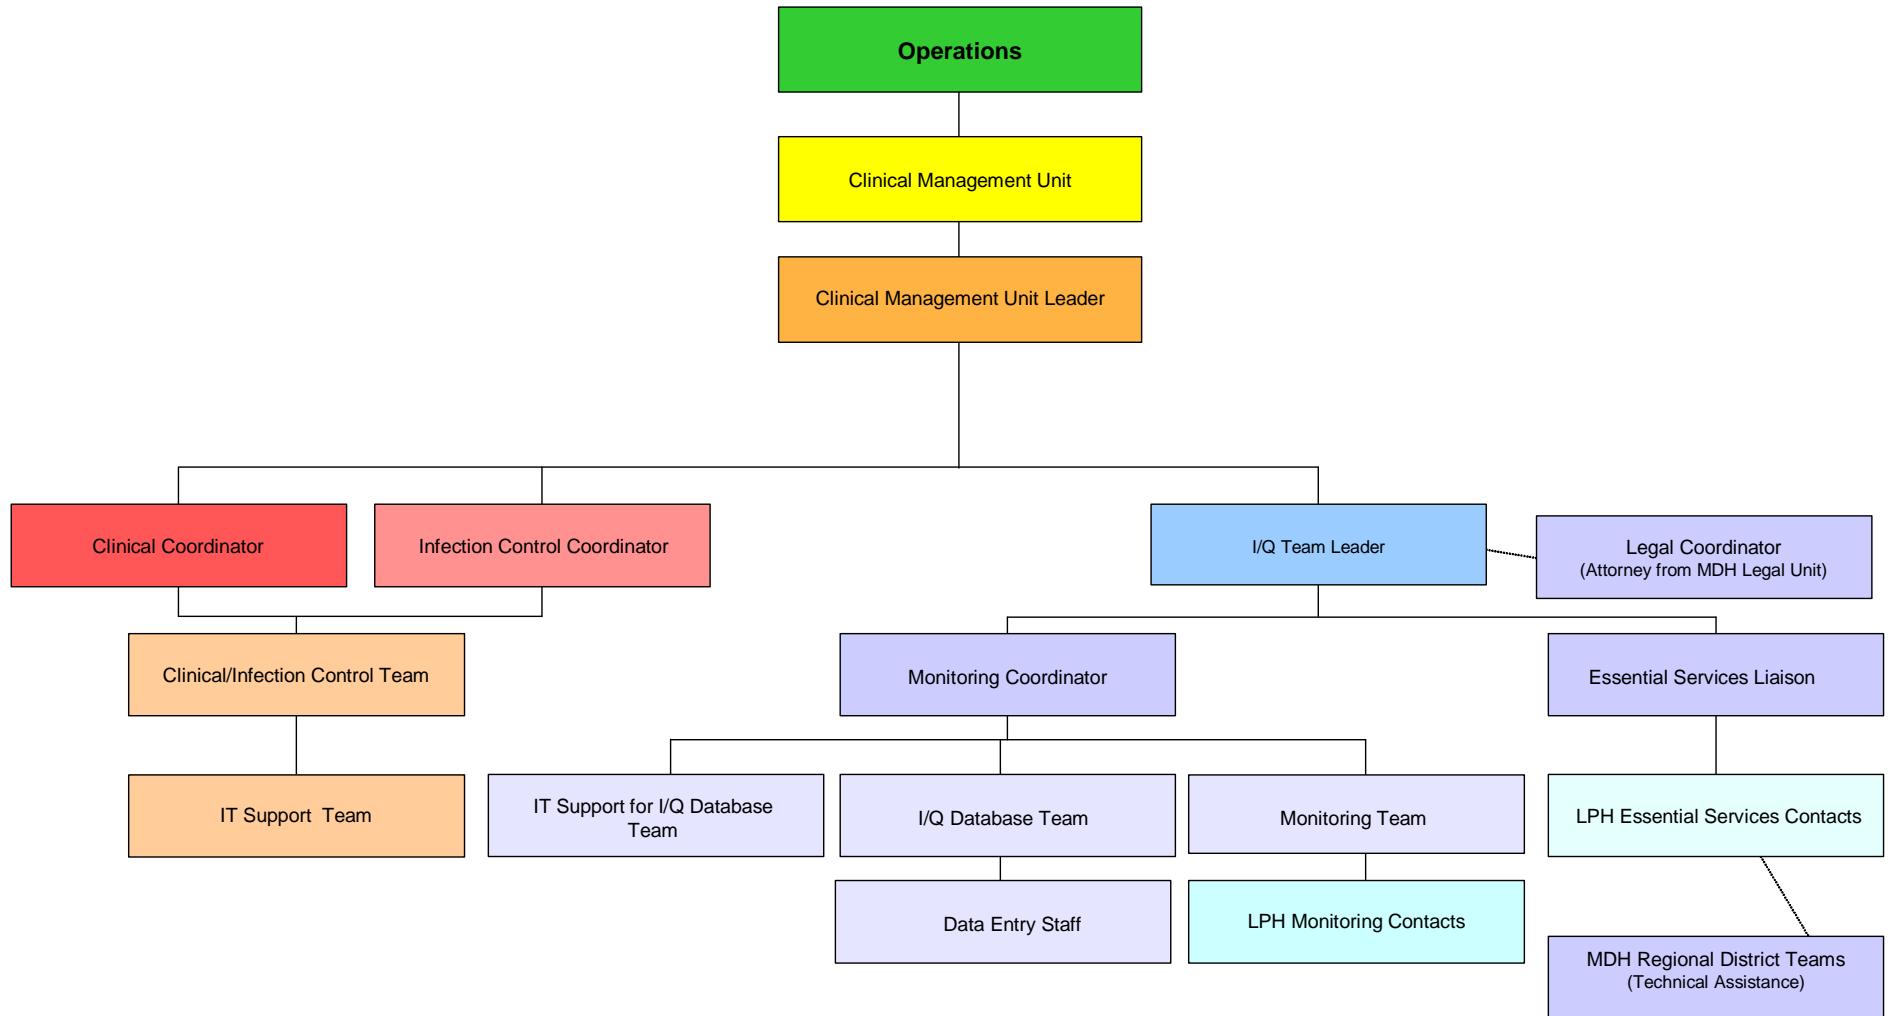 Operations
Clinical Management Unit
Clinical Management Unit Leader
Clinical Coordinator
Infection Control Coordinator
I/Q Team Leader
Legal Coordinator
(Attorney from MDH Legal Unit)
Clinical/Infection Control Team
Monitoring Coordinator
Essential Services Liaison
IT Support Team
IT Support for I/Q Database
Team
I/Q Database Team
Monitoring Team
LPH Essential Services Contacts
Data Entry Staff
LPH Monitoring Contacts
MDH Regional District Teams
(Technical Assistance)